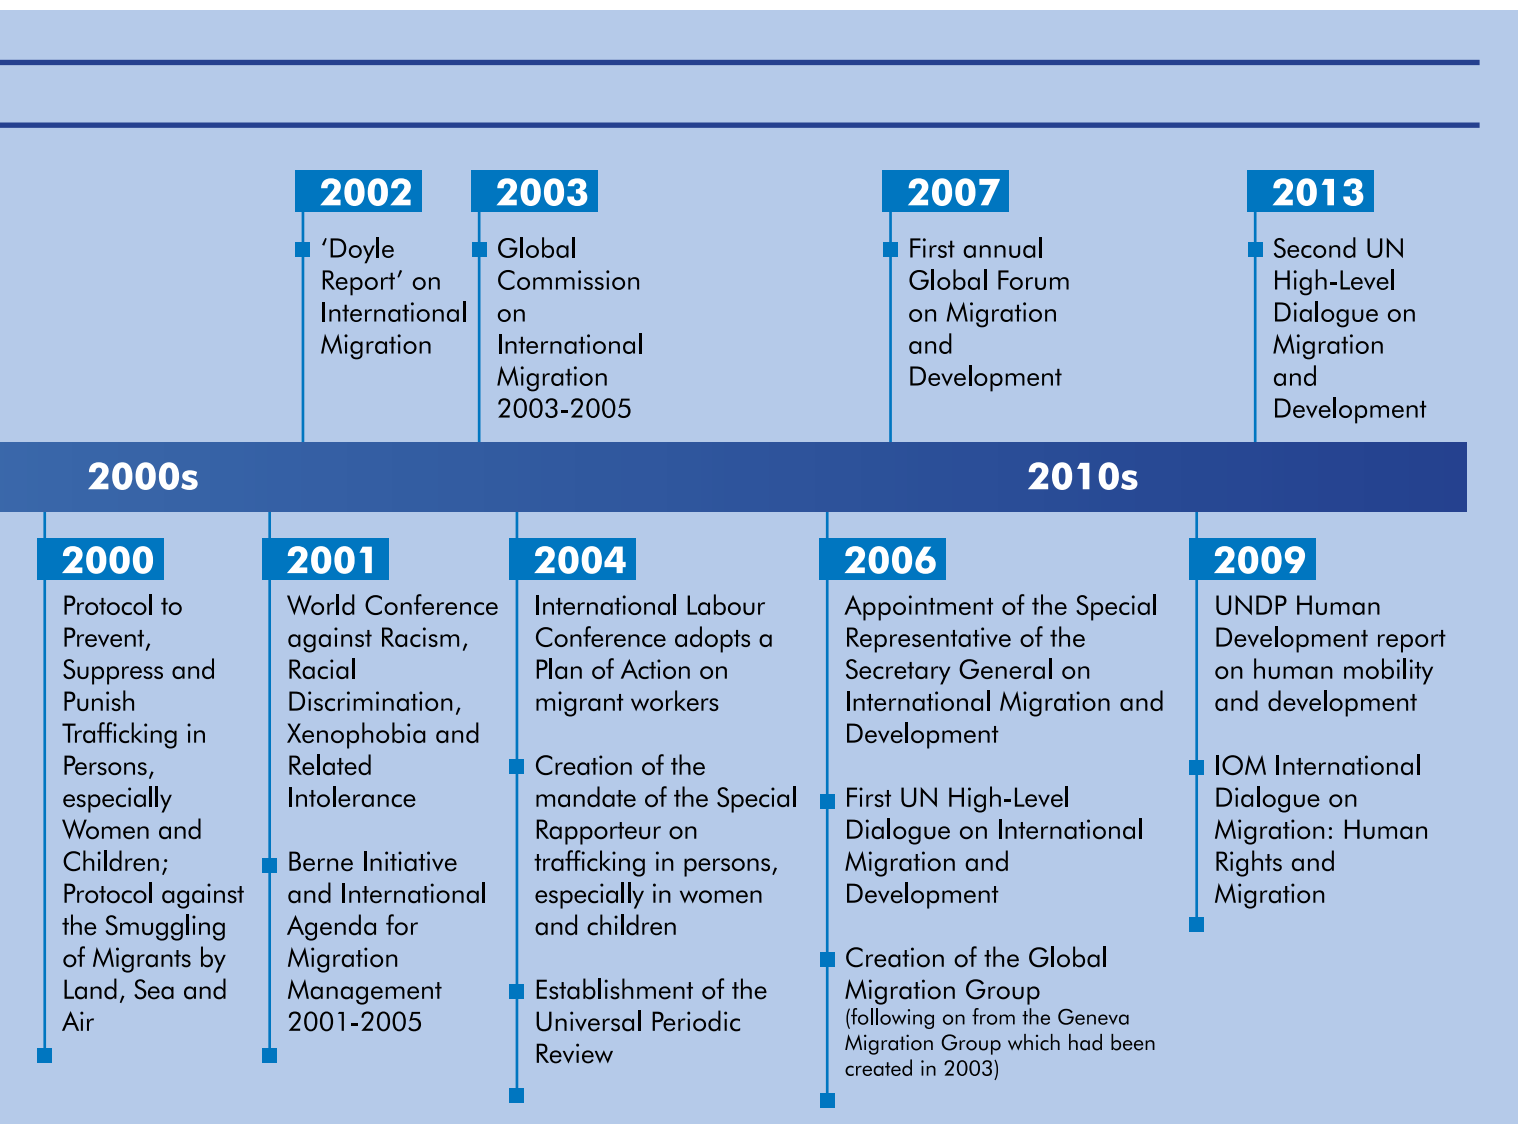 2002
‘Doyle
Report’ on
International
Migration
2003
Global
Commission
on
International
Migration
2003-2005
2007
First annual
Global Forum
on Migration
and
Development
2013
Second UN
High-Level
Dialogue on
Migration
and
Development
2000s
2010s
2000
Protocol to
Prevent,
Suppress and
Punish
Trafficking in
Persons,
especially
Women and
Children;
Protocol against
the Smuggling
of Migrants by
Land, Sea and
Air
2001
World Conference
against Racism,
Racial
Discrimination,
Xenophobia and
Related
Intolerance
Berne Initiative
and International
Agenda for
Migration
Management
2001-2005
2004
International Labour
Conference adopts a
Plan of Action on
migrant workers
Creation of the
mandate of the Special
Rapporteur on
trafficking in persons,
especially in women
and children
Establishment of the
Universal Periodic
Review
2006
Appointment of the Special
Representative of the
Secretary General on
International Migration and
Development
First UN High-Level
Dialogue on International
Migration and
Development
Creation of the Global
Migration Group
(following on from the Geneva
Migration Group which had been
created in 2003)
2009
UNDP Human
Development report
on human mobility
and development
IOM International
Dialogue on
Migration: Human
Rights and
Migration